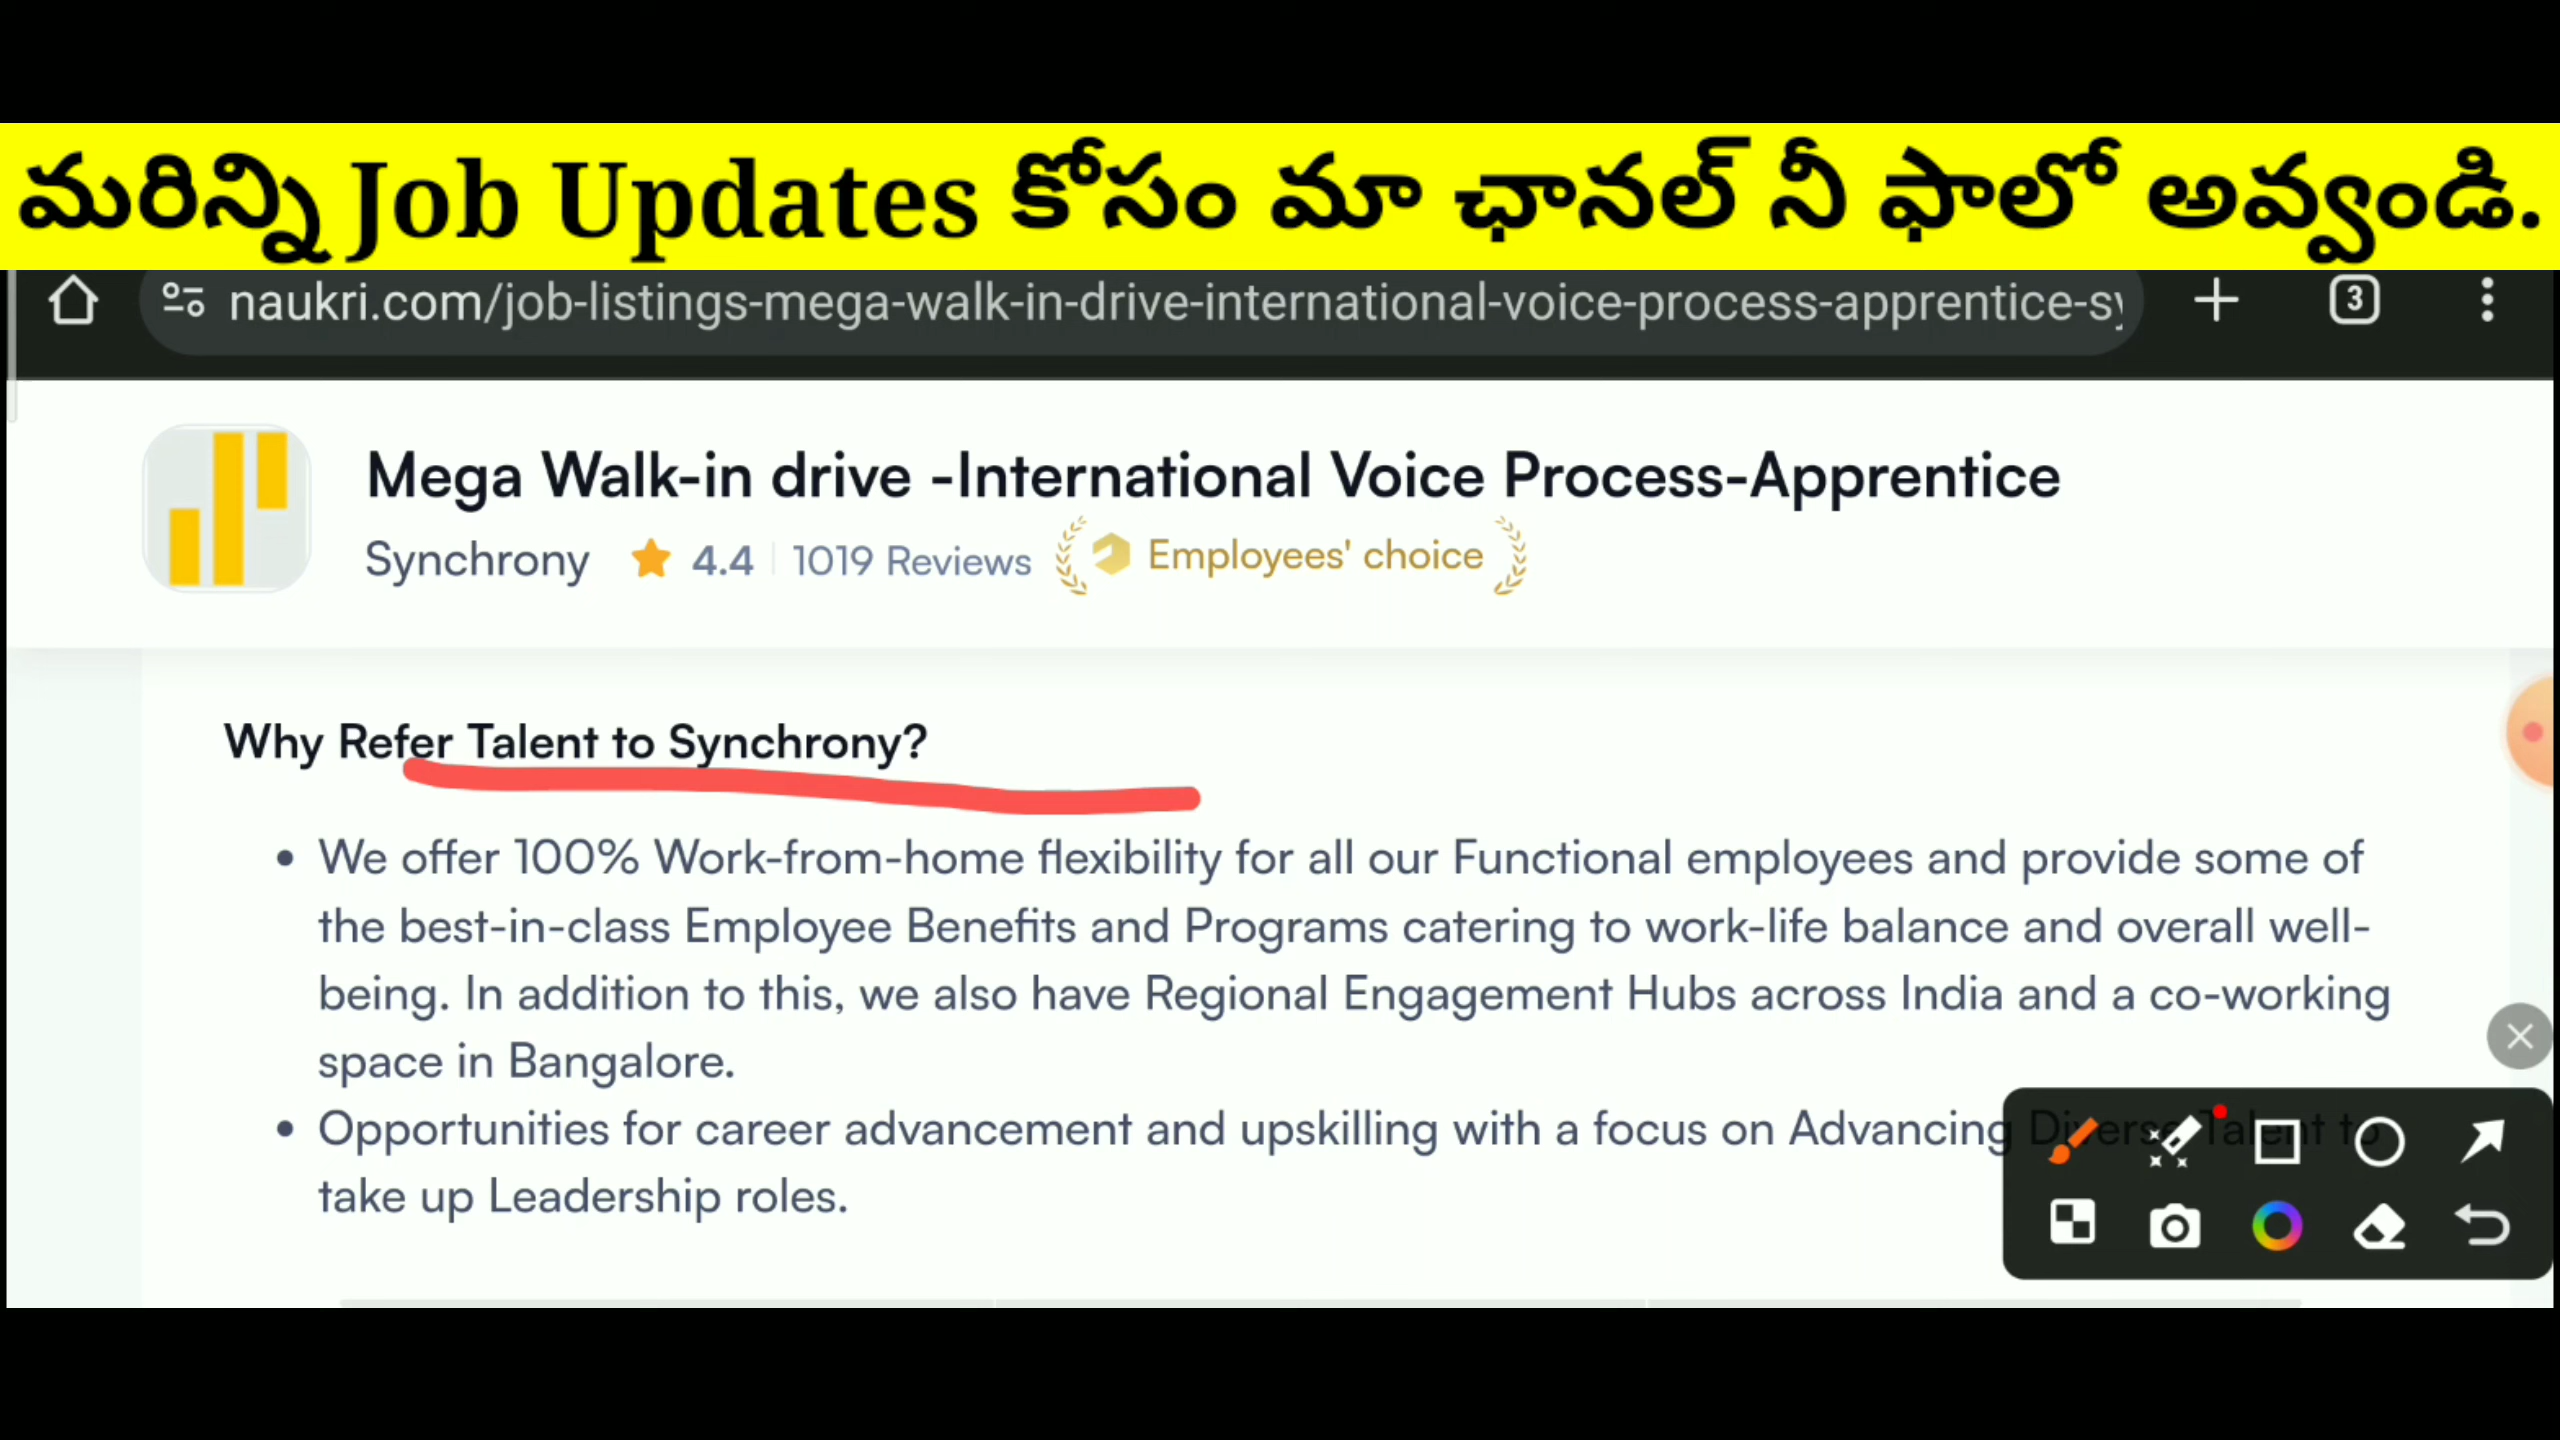 మరిన్ని Job Updates కోసం మా ఛానల్ నీ ఫాలో అవ్వండి.
naukri.com/job-listings-mega-walk-in-drive-international-voice-process-apprentice-sy
3
Mega Walk-in drive -International Voice Process-Apprentice
Synchrony 4.4 1019 Reviews Employees' choice
Why Refer Talent to Synchrony?
• We offer 100% Work-from-home flexibility for all our Functional employees and provide some of
the best-in-class Employee Benefits and Programs catering to work-life balance and overall well-
being. In addition to this, we also have Regional Engagement Hubs across India and a co-working
space in Bangalore.
• Opportunities for career advancement and upskilling with a focus on Advancing Diverse Talent to
take up Leadership roles.